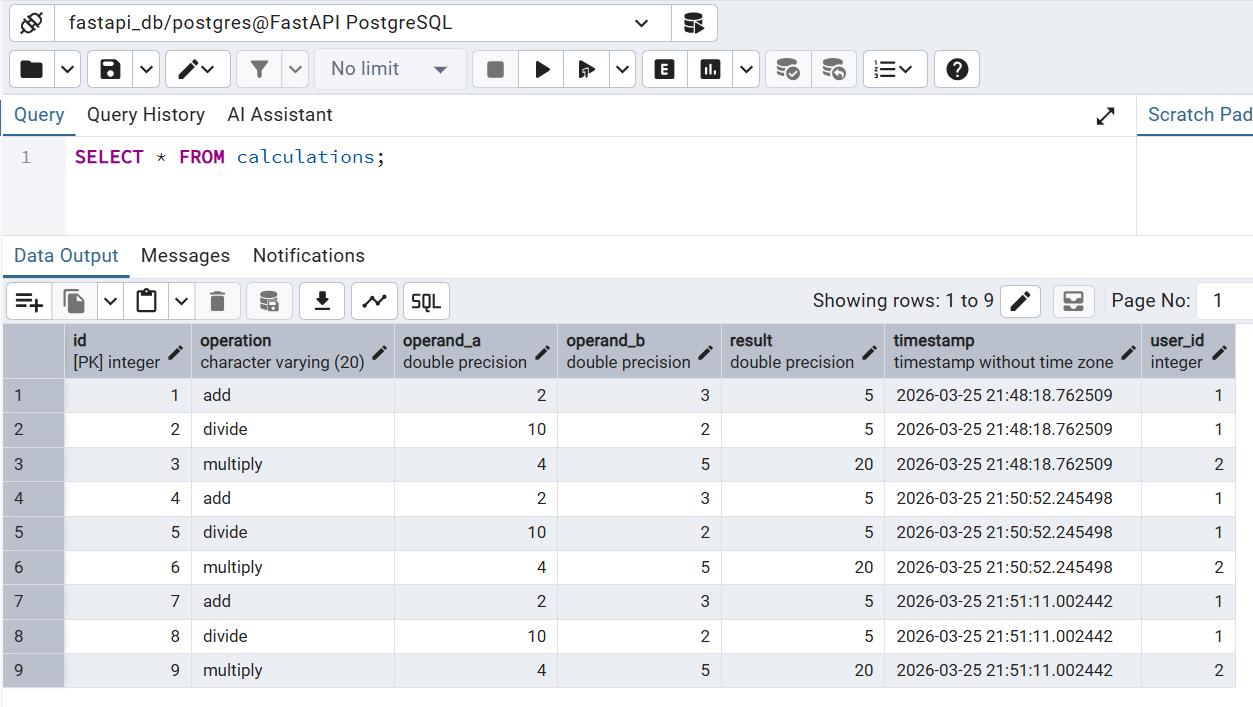 fastapi_db/postgres@FastAPI PostgreSQL
No limit E
Query Query History AI Assistant Scratch Pad
1 SELECT * FROM calculations;
Data Output Messages Notifications
SQL Showing rows: 1 to 9 Page No: 1
id operation operand_a operand_b result timestamp user_id
[PK] integer character varying (20) double precision double precision double precision timestamp without time zone integer
1 1 add 2 3 5 2026-03-25 21:48:18.762509 1
2 2 divide 10 2 5 2026-03-25 21:48:18.762509 1
3 3 multiply 4 5 20 2026-03-25 21:48:18.762509 2
4 4 add 2 3 5 2026-03-25 21:50:52.245498 1
5 5 divide 10 2 5 2026-03-25 21:50:52.245498 1
6 6 multiply 4 5 20 2026-03-25 21:50:52.245498 2
7 7 add 2 3 5 2026-03-25 21:51:11.002442 1
8 8 divide 10 2 5 2026-03-25 21:51:11.002442 1
9 9 multiply 4 5 20 2026-03-25 21:51:11.002442 2